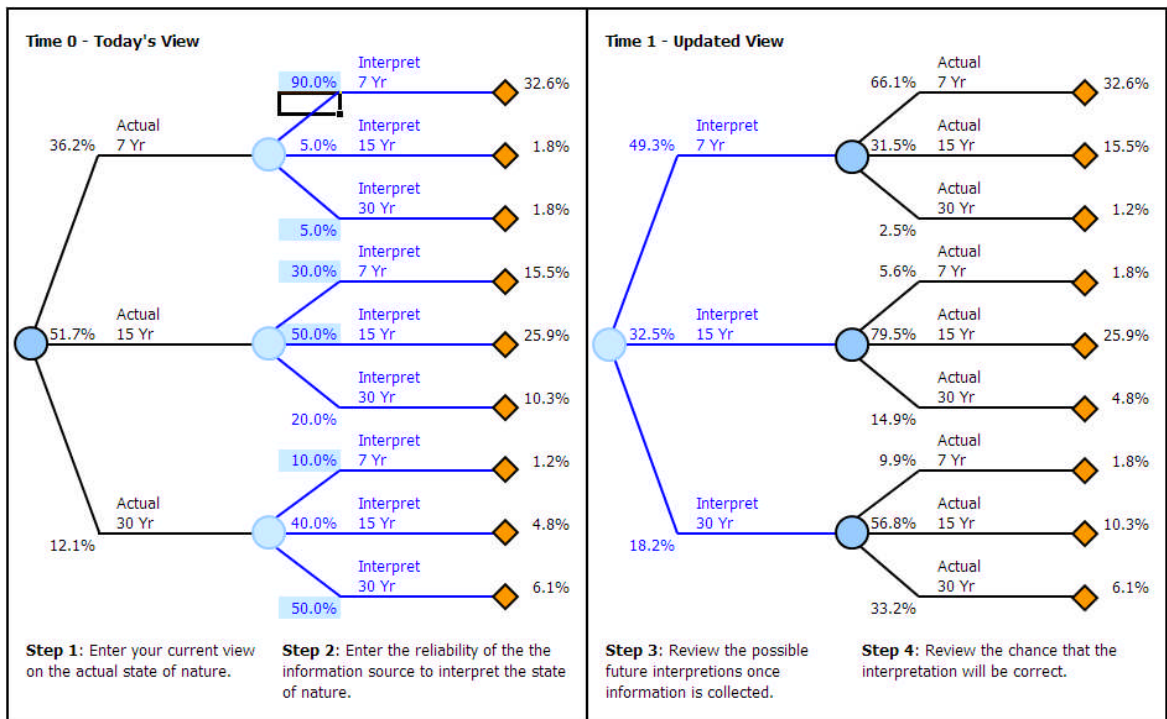 Time 0 - Today's View
90.0%
Interpret
7 Yr
32.6%
36.2%
Actual
7 Yr
5.0%
Interpret
15 Yr
1.8%
Interpret
30 Yr
1.8%
5.0%
30.0%
Interpret
7 Yr
15.5%
51.7%
Actual
15 Yr
50.0%
Interpret
15 Yr
25.9%
Interpret
30 Yr
10.3%
20.0%
10.0%
Interpret
7 Yr
1.2%
Actual
30 Yr
12.1%
40.0%
Interpret
15 Yr
4.8%
Interpret
30 Yr
6.1%
50.0%
Step 1: Enter your current view
on the actual state of nature.
Step 2: Enter the reliability of the the
information source to interpret the state
of nature.
Time 1 - Updated View
66.1%
Actual
7 Yr
32.6%
49.3%
Interpret
7 Yr
31.5%
Actual
15 Yr
15.5%
Actual
30 Yr
1.2%
2.5%
5.6%
Actual
7 Yr
1.8%
32.5%
Interpret
15 Yr
79.5%
Actual
15 Yr
25.9%
Actual
30 Yr
4.8%
14.9%
9.9%
Actual
7 Yr
1.8%
Interpret
30 Yr
18.2%
56.8%
Actual
15 Yr
10.3%
Actual
30 Yr
6.1%
33.2%
Step 3: Review the possible
future interpretions once
information is collected.
Step 4: Review the chance that the
interpretation will be correct.